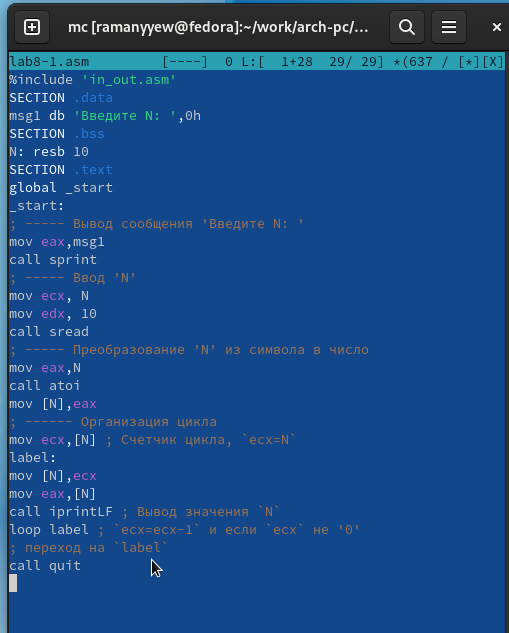 mc [ramanyyew@fedora]:~/work/arch-pc/...
lab8-1.asm [----] 0 L:[ 1+28 29/ 29] *(637 / [*][X]
%include 'in_out.asm'
SECTION .data
msg1 db 'Введите N: ',0h
SECTION .bss
N: resb 10
SECTION .text
global _start
_start:
; ----- Вывод сообщения 'Введите N: '
mov eax,msg1
call sprint
; ----- Ввод 'N'
mov ecx, N
mov edx, 10
call sread
; ----- Преобразование 'N' из символа в число
mov eax,N
call atoi
mov [N],eax
; ------ Организация цикла
mov ecx,[N] ; Счетчик цикла, `ecx=N`
label:
mov [N],ecx
mov eax,[N]
call iprintLF ; Вывод значения `N`
loop label ; `ecx=ecx-1` и если `ecx` не '0'
; переход на `label`
call quit